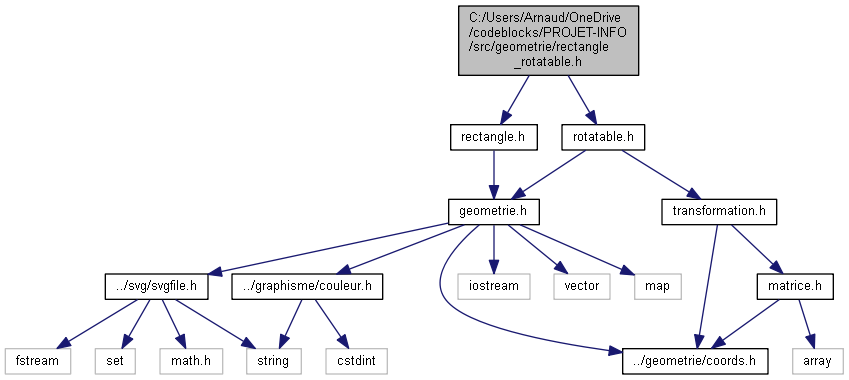 C:/Users/Arnaud/OneDrive
/codeblocks/PROJET-INFO
/src/geometrie/rectangle
_rotatable.h
rectangle.h
rotatable.h
geometrie.h
transformation.h
../svg/svgfile.h
../graphisme/couleur.h
iostream
vector
map
matrice.h
fstream
set
math.h
string
cstdint
../geometrie/coords.h
array